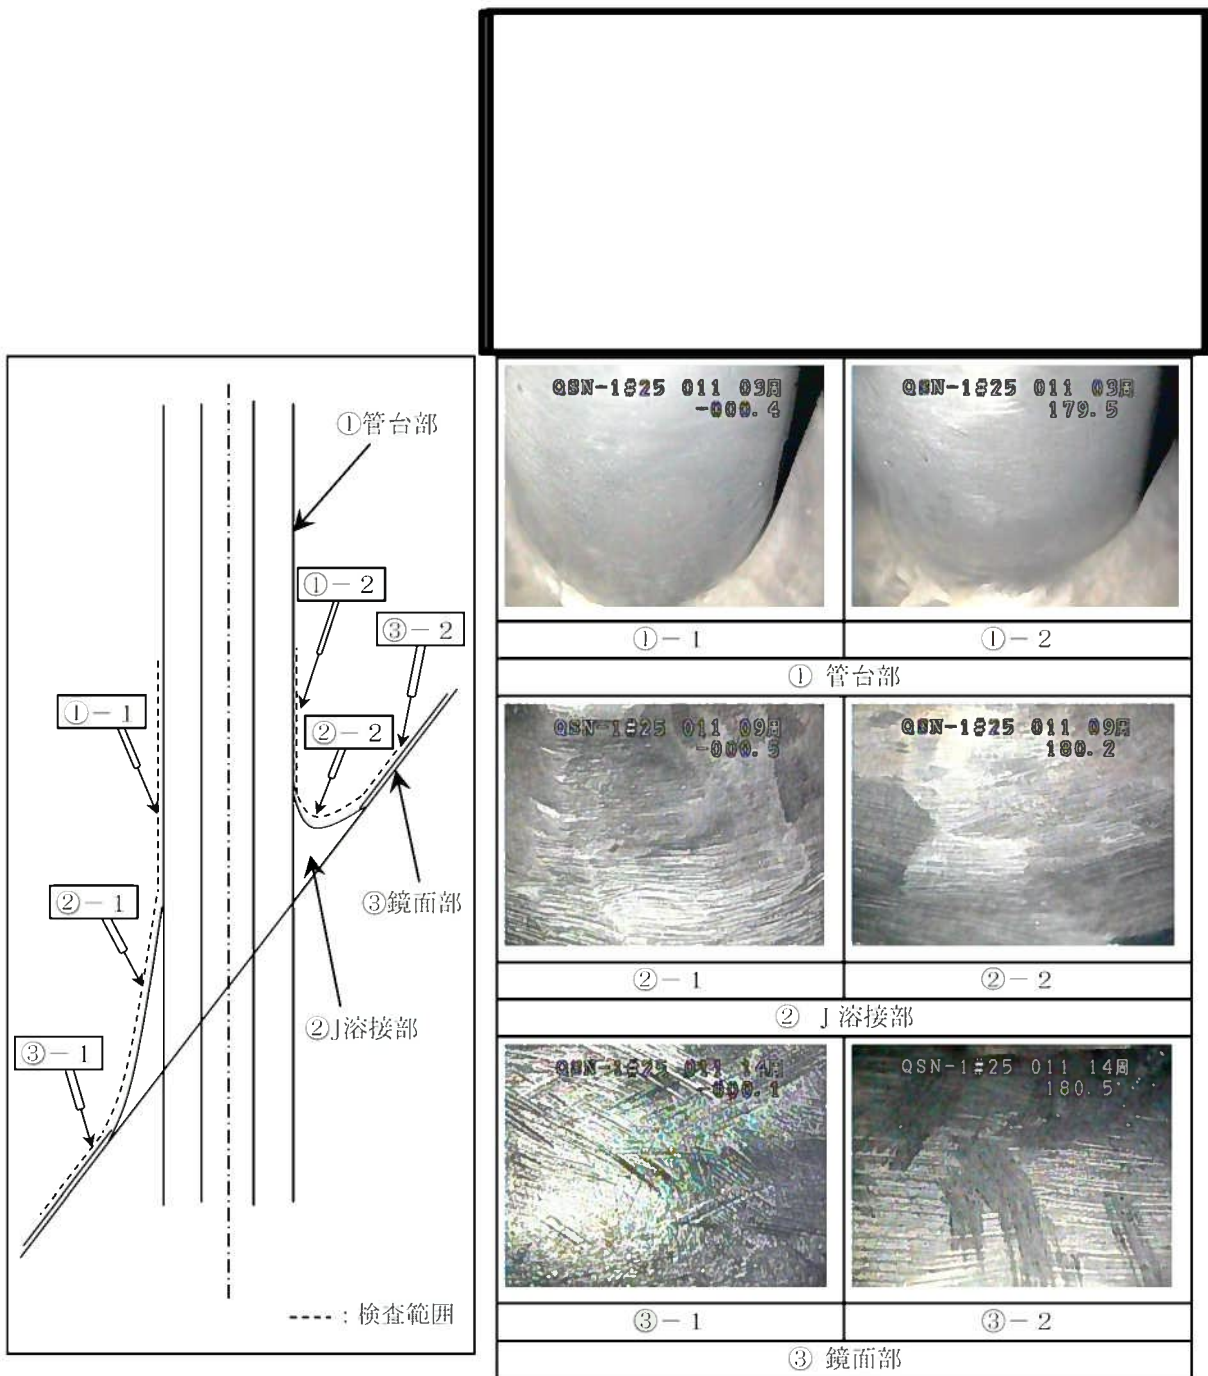 ①管台部
①－2
③－2
①－1
②－2
③鏡面部
②－1
②J溶接部
③－1
----- : 検査範囲
QSN-1#25 011 03周
-000.4
QSN-1#25 011 03周
179.5
①－1
①－2
① 管台部
QSN-1#25 011 09周
-000.5
QSN-1#25 011 09周
180.2
②－1
②－2
② J 溶接部
QSN-1#25 011 14周
-000.1
QSN-1#25 011 14周
180.5
③－1
③－2
③ 鏡面部